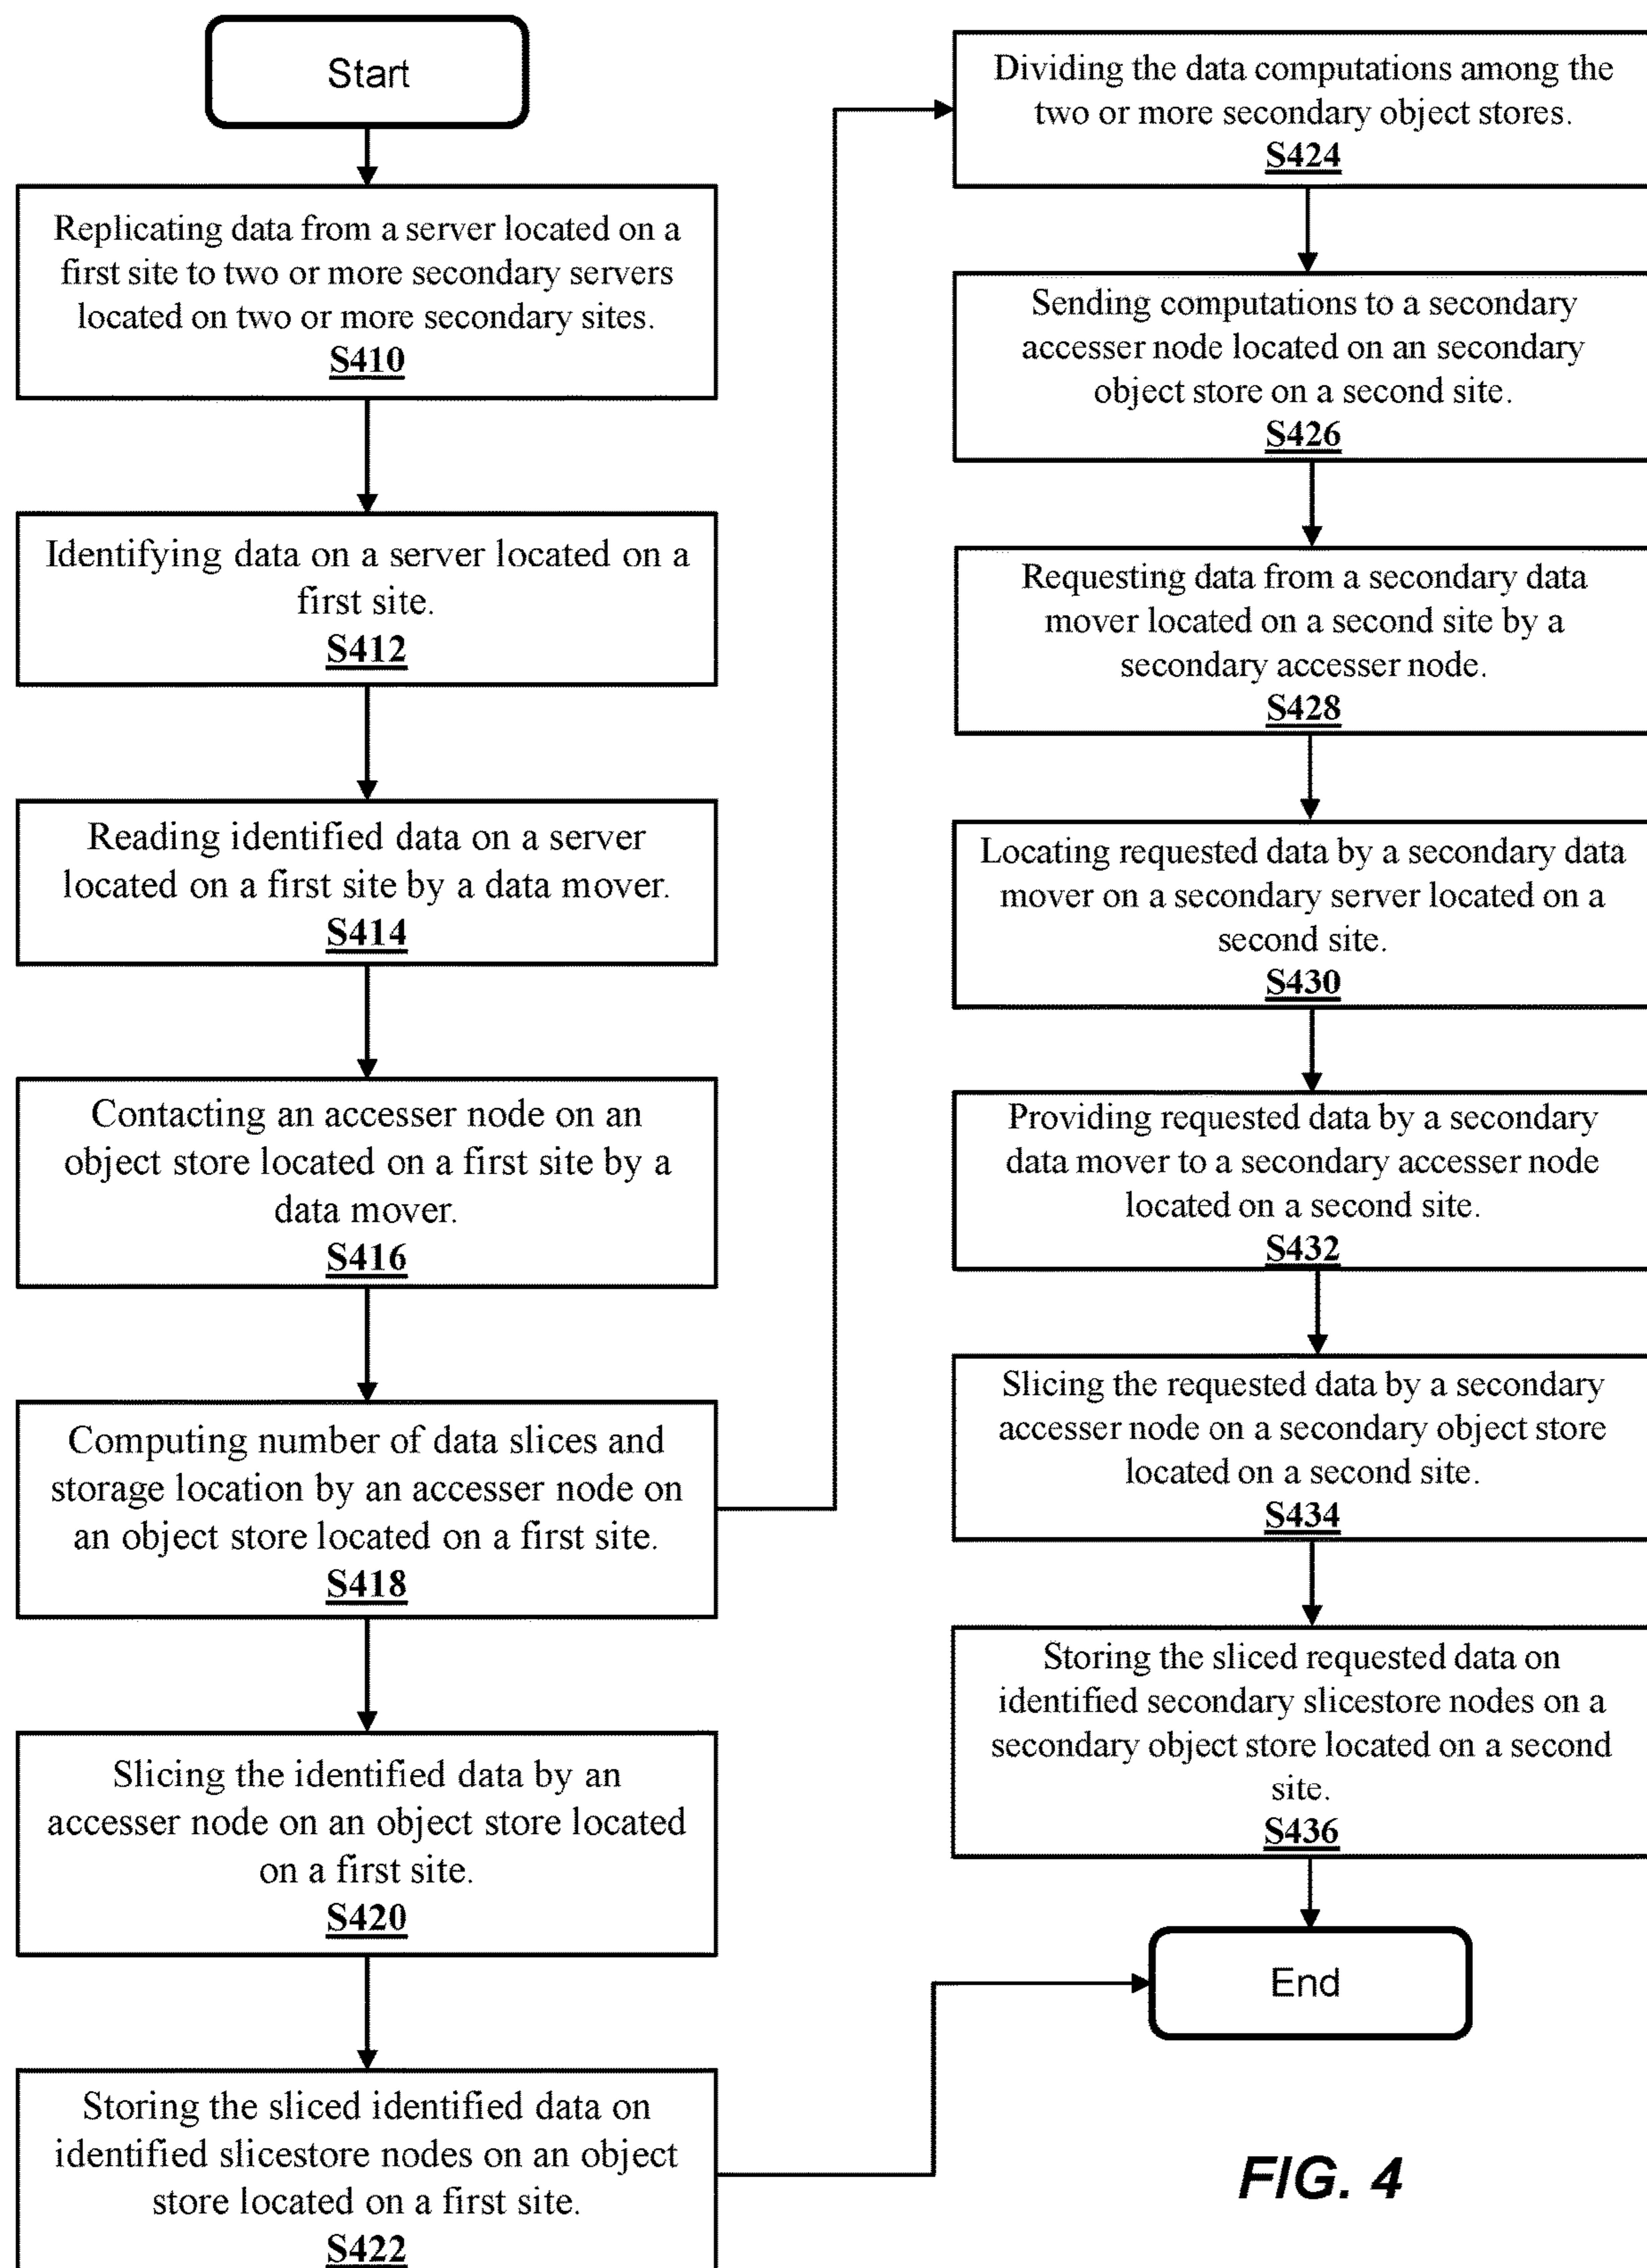 Start
Replicating data from a server located on a
first site to two or more secondary servers
located on two or more secondary sites.
S410
Identifying data on a server located on a
first site.
S412
Reading identified data on a server
located on a first site by a data mover.
S414
Contacting an accesser node on an
object store located on a first site by a
data mover.
S416
Computing number of data slices and
storage location by an accesser node on
an object store located on a first site.
S418
Slicing the identified data by an
accesser node on an object store located
on a first site.
S420
Storing the sliced identified data on
identified slicestore nodes on an object
store located on a first site.
S422
Dividing the data computations among the
two or more secondary object stores.
S424
Sending computations to a secondary
accesser node located on an secondary
object store on a second site.
S426
Requesting data from a secondary data
mover located on a second site by a
secondary accesser node.
S428
Locating requested data by a secondary data
mover on a secondary server located on a
second site.
S430
Providing requested data by a secondary
data mover to a secondary accesser node
located on a second site.
S432
Slicing the requested data by a secondary
accesser node on a secondary object store
located on a second site.
S434
Storing the sliced requested data on
identified secondary slicestore nodes on a
secondary object store located on a second
site.
S436
End
FIG. 4